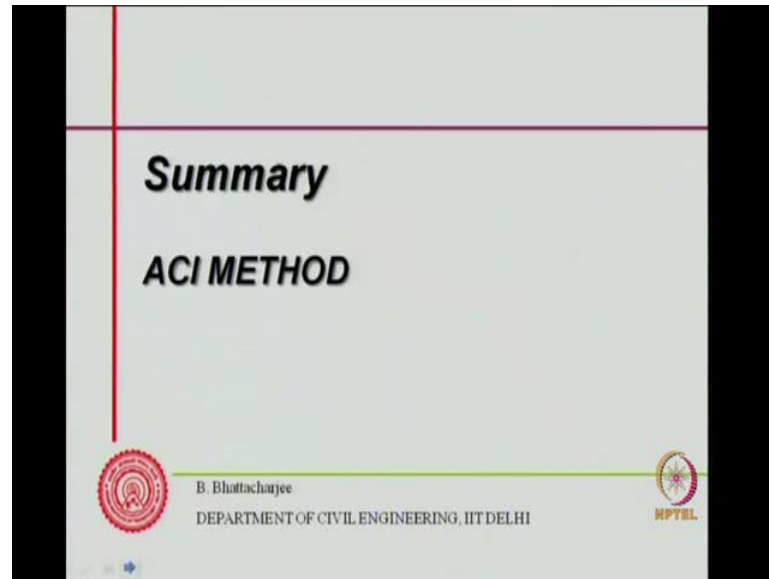 Summary
ACI METHOD
B. Bhattacharjee
DEPARTMENT OF CIVIL ENGINEERING, IIT DELHI
NPTEL